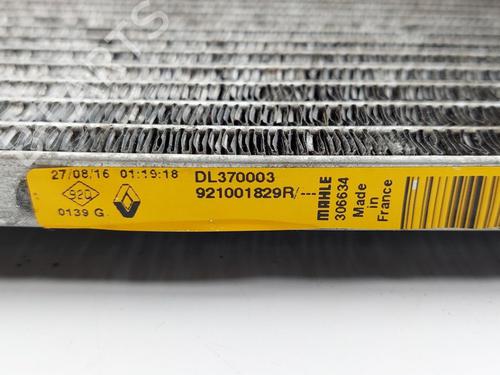 27/08/16 01:19:18
920
0139 G
DL370003
921001829R/---
MAHLE
306634
Made
in
France